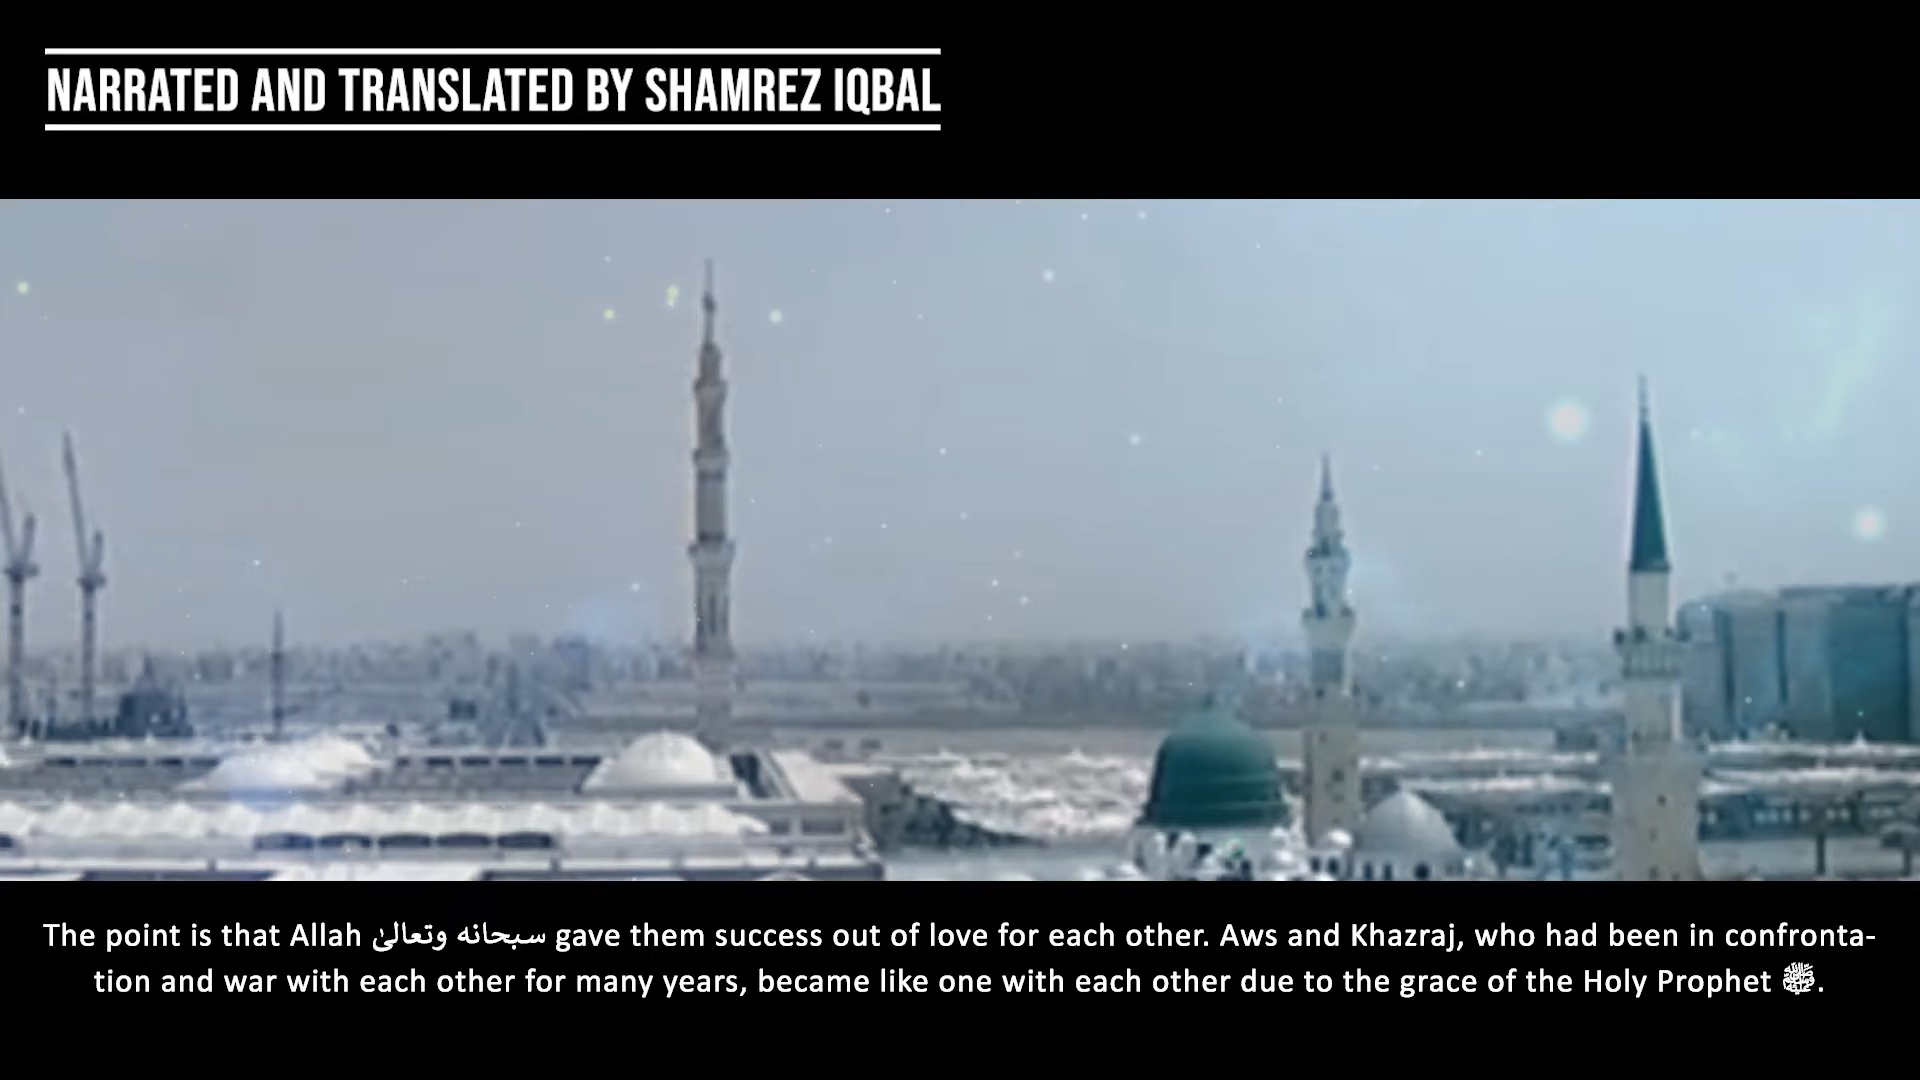 NARRATED AND TRANSLATED BY SHAMREZ IQBAL
The point is that Allah سبحانه وتعالىٰ gave them success out of love for each other. Aws and Khazraj, who had been in confronta-
tion and war with each other for many years, became like one with each other due to the grace of the Holy Prophet ﷺ.